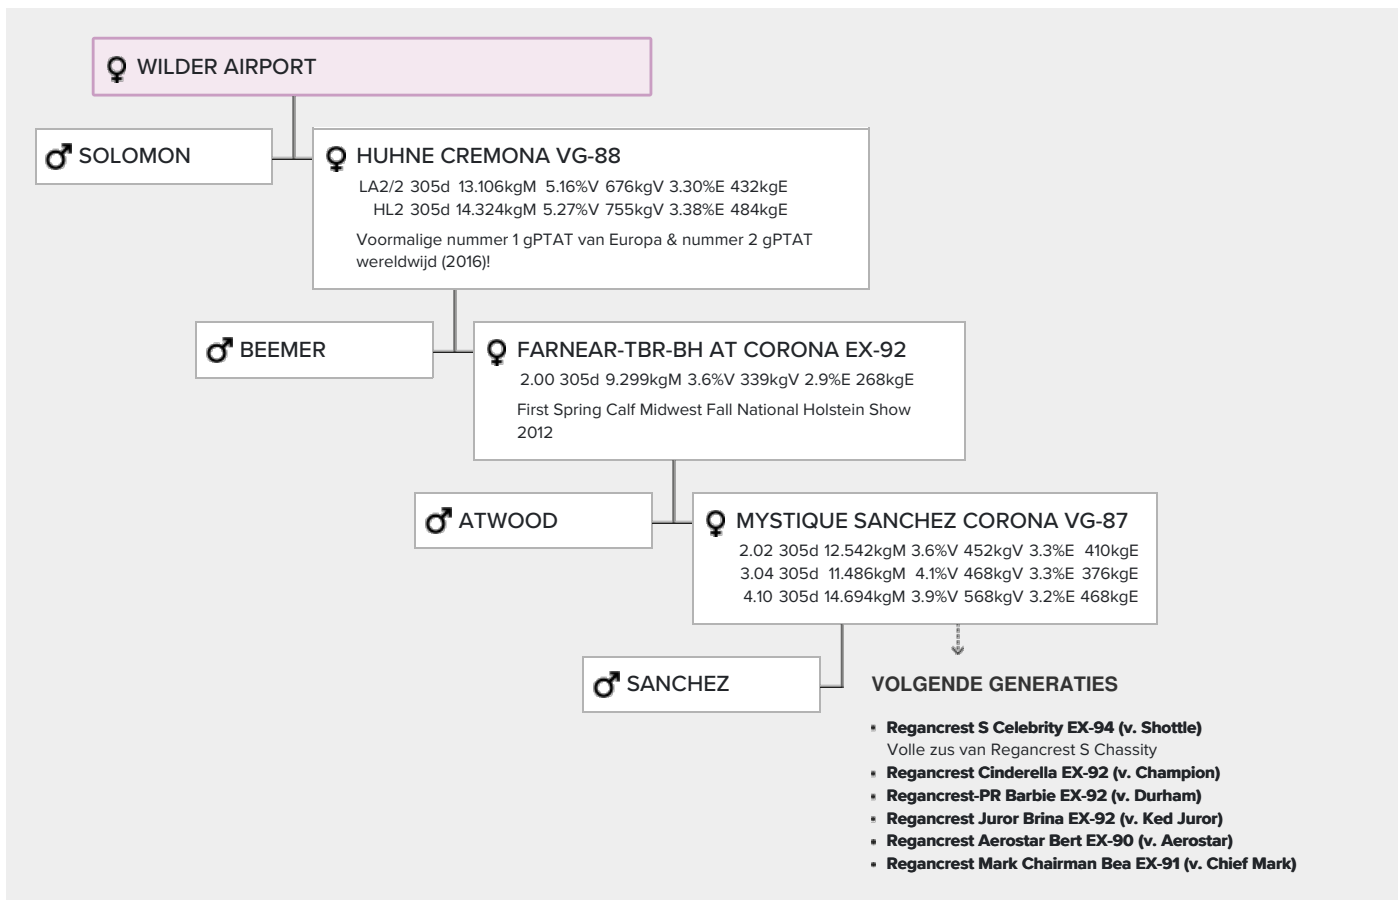 WILDER AIRPORT
SOLOMON
HUHNE CREMONA VG-88
LA2/2 305d 13.106kgM 5.16%V 676kgV 3.30%E 432kgE
HL2 305d 14.324kgM 5.27%V 755kgV 3.38%E 484kgE
Voormalige nummer 1 gPTAT van Europa & nummer 2 gPTAT
wereldwijd (2016)!
BEEMER
FARNEAR-TBR-BH AT CORONA EX-92
2.00 305d 9.299kgM 3.6%V 339kgV 2.9%E 268kgE
First Spring Calf Midwest Fall National Holstein Show
2012
ATWOOD
MYSTIQUE SANCHEZ CORONA VG-87
2.02 305d 12.542kgM 3.6%V 452kgV 3.3%E 410kgE
3.04 305d 11.486kgM 4.1%V 468kgV 3.3%E 376kgE
4.10 305d 14.694kgM 3.9%V 568kgV 3.2%E 468kgE
SANCHEZ
VOLGENDE GENERATIES
Regancrest S Celebrity EX-94 (v. Shottle)
Volle zus van Regancrest S Chassity
Regancrest Cinderella EX-92 (v. Champion)
Regancrest-PR Barbie EX-92 (v. Durham)
Regancrest Juror Brina EX-92 (v. Ked Juror)
Regancrest Aerostar Bert EX-90 (v. Aerostar)
Regancrest Mark Chairman Bea EX-91 (v. Chief Mark)